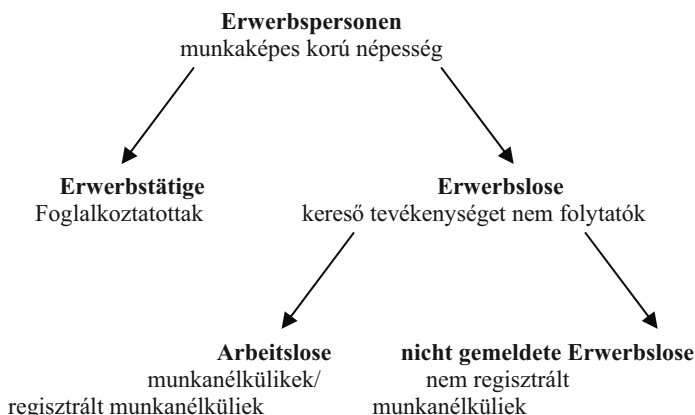 Erwerbspersonen
munkaképes korú népesség
Erwerbstätige
Foglalkoztatottak
Erwerbslose
kereső tevékenységet nem folytatók
Arbeitslose
munkanélkülikek/
regisztrált munkanélküliek
nicht gemeldete Erwerbslose
nem regisztrált
munkanélküliek